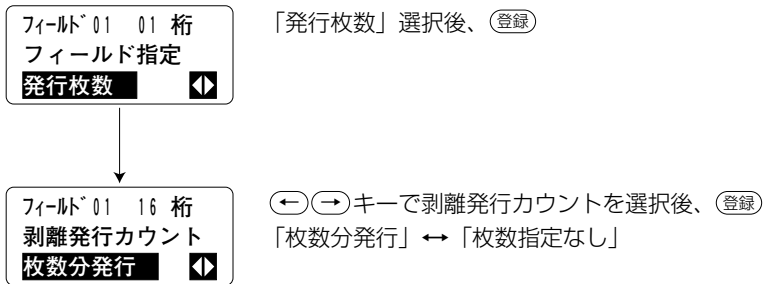 フィールド01　01 桁
フィールド指定
発行枚数
「発行枚数」選択後、登録
フィールド01　16 桁
剥離発行カウント
枚数分発行
←→キーで剥離発行カウントを選択後、登録
「枚数分発行」↔「枚数指定なし」